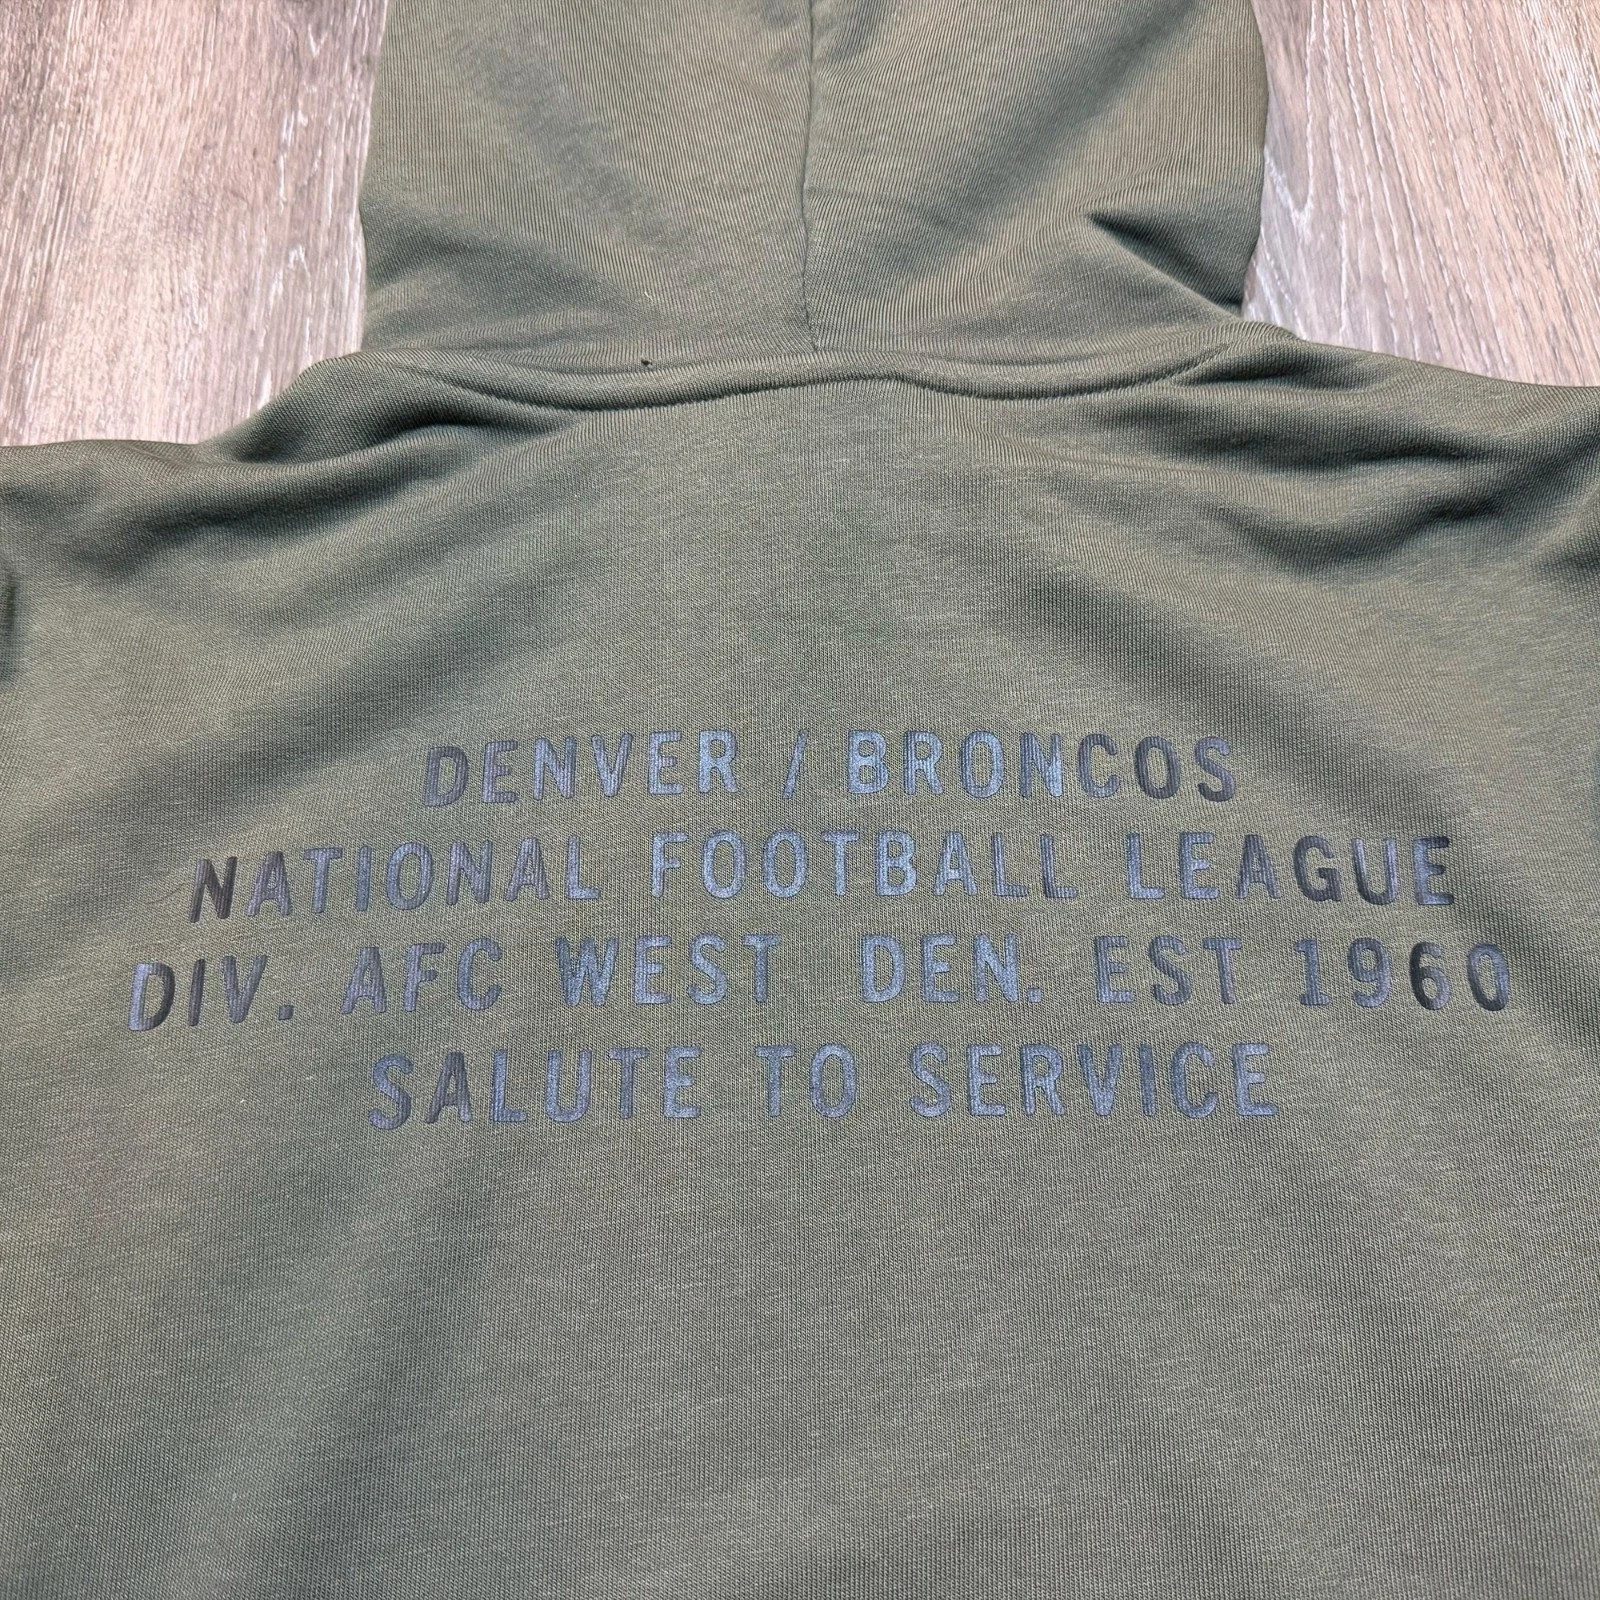 DENVER / BRONCOS
NATIONAL FOOTBALL LEAGUE
DIV. AFC WEST DEN. EST 1960
SALUTE TO SERVICE